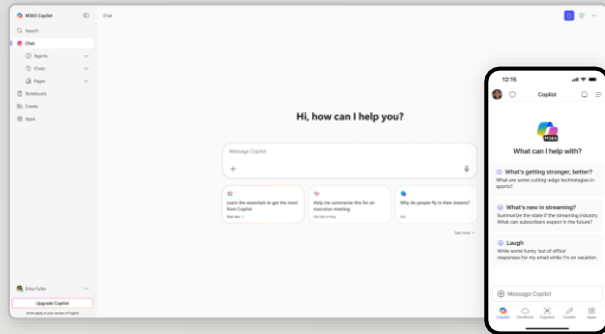 M365 Copilot
Chat
Search
Chat
Agents
Chats
Pages
Notebooks
Create
Apps
Hi, how can I help you?
Message Copilot
Learn the essentials to get the most
from Copilot
Help me summarize this for an
executive meeting
Why do people fly in their dreams?
See more
Erika Fuller
Upgrade Copilot
12:15
Copilot
M365
What can I help with?
What's getting stronger, better?
What are some cutting-edge technologies in
sports?
What's new in streaming?
Summarize the state if the streaming industry
What can subscribers expect in the future?
Laugh
Write some funny 'out of office'
responses for my email while I'm on vacation.
Message Copilot
Copilot
OneDrive
Capture
Create
Apps